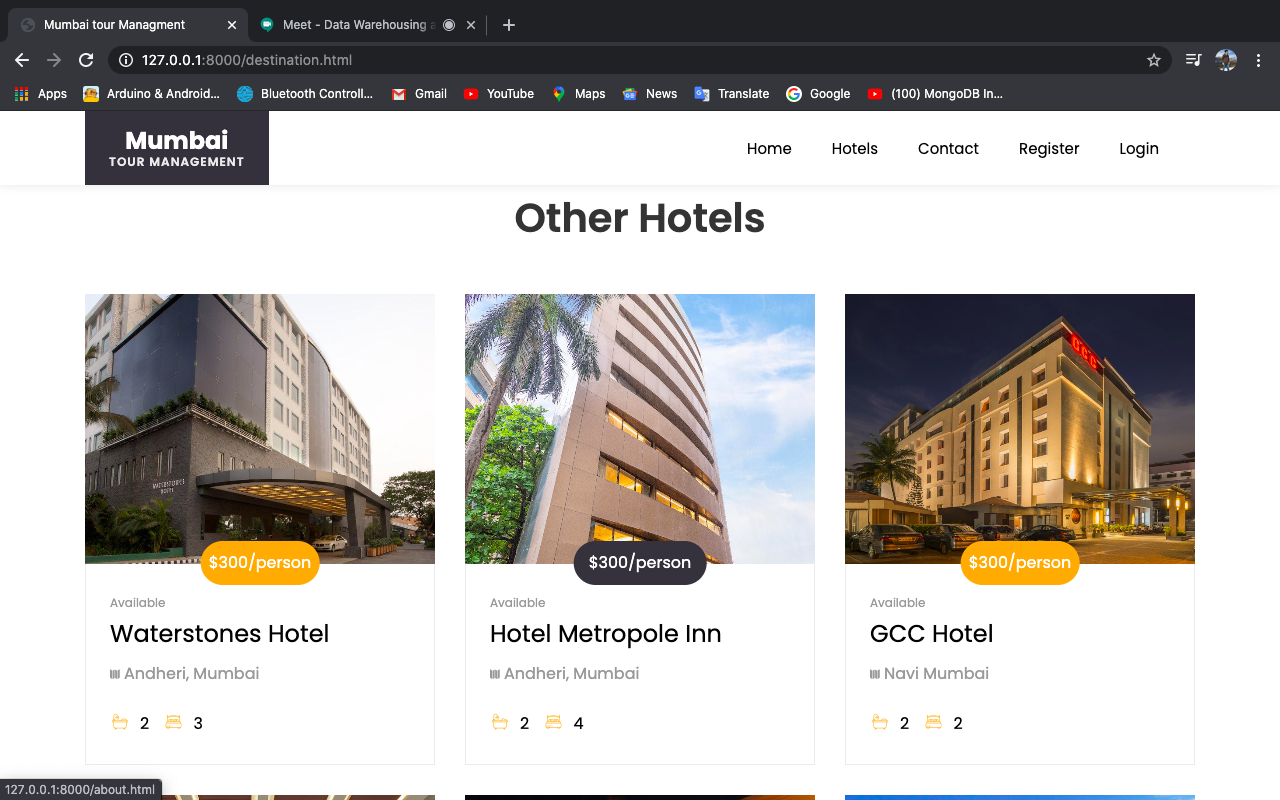 Mumbai tour Managment
Meet - Data Warehousing a
127.0.0.1:8000/destination.html
Apps
Arduino & Android...
Bluetooth Controll...
Gmail
YouTube
Maps
News
Translate
Google
(100) MongoDB In...
Mumbai
TOUR MANAGEMENT
Home
Hotels
Contact
Register
Login
Other Hotels
WATERSTONES
HOTEL
GCC
$300/person
$300/person
$300/person
Available
Waterstones Hotel
Andheri, Mumbai
2 3
Available
Hotel Metropole Inn
Andheri, Mumbai
2 4
Available
GCC Hotel
Navi Mumbai
2 2
127.0.0.1:8000/about.html